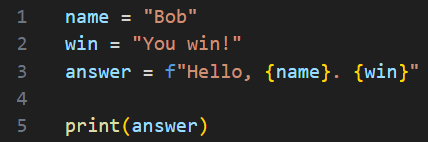 1 name = "Bob"
2 win = "You win!"
3 answer = f"Hello, {name}. {win}"
4
5 print(answer)